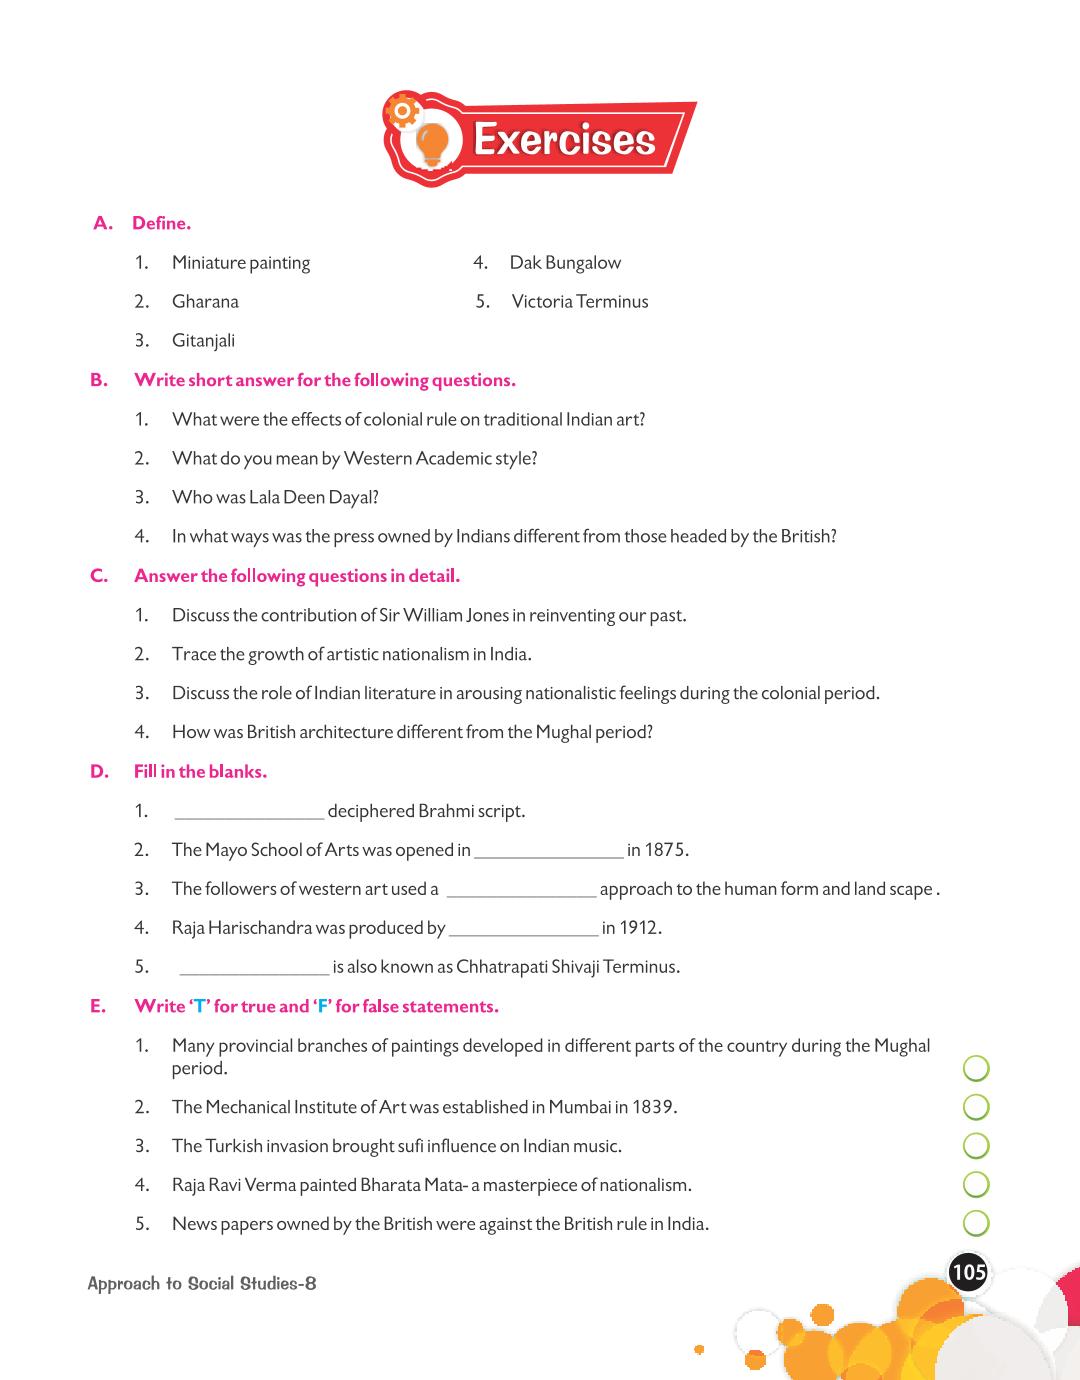 Exercises
A. Define.
1. Miniature painting
4. Dak Bungalow
2. Gharana
5. Victoria Terminus
3. Gitanjali
B. Write short answer for the following questions.
1. What were the effects of colonial rule on traditional Indian art?
2. What do you mean by Western Academic style?
3. Who was Lala Deen Dayal?
4. In what ways was the press owned by Indians different from those headed by the British?
C. Answer the following questions in detail.
1. Discuss the contribution of Sir William Jones in reinventing our past.
2. Trace the growth of artistic nationalism in India.
3. Discuss the role of Indian literature in arousing nationalistic feelings during the colonial period.
4. How was British architecture different from the Mughal period?
D. Fill in the blanks.
1. _______________ deciphered Brahmi script.
2. The Mayo School of Arts was opened in _______________ in 1875.
3. The followers of western art used a _______________ approach to the human form and land scape .
4. Raja Harischandra was produced by _______________ in 1912.
5. _______________ is also known as Chhatrapati Shivaji Terminus.
E. Write ‘T’ for true and ‘F’ for false statements.
1. Many provincial branches of paintings developed in different parts of the country during the Mughal
period.
2. The Mechanical Institute of Art was established in Mumbai in 1839.
3. The Turkish invasion brought sufi influence on Indian music.
4. Raja Ravi Verma painted Bharata Mata- a masterpiece of nationalism.
5. News papers owned by the British were against the British rule in India.
Approach to Social Studies-8
105